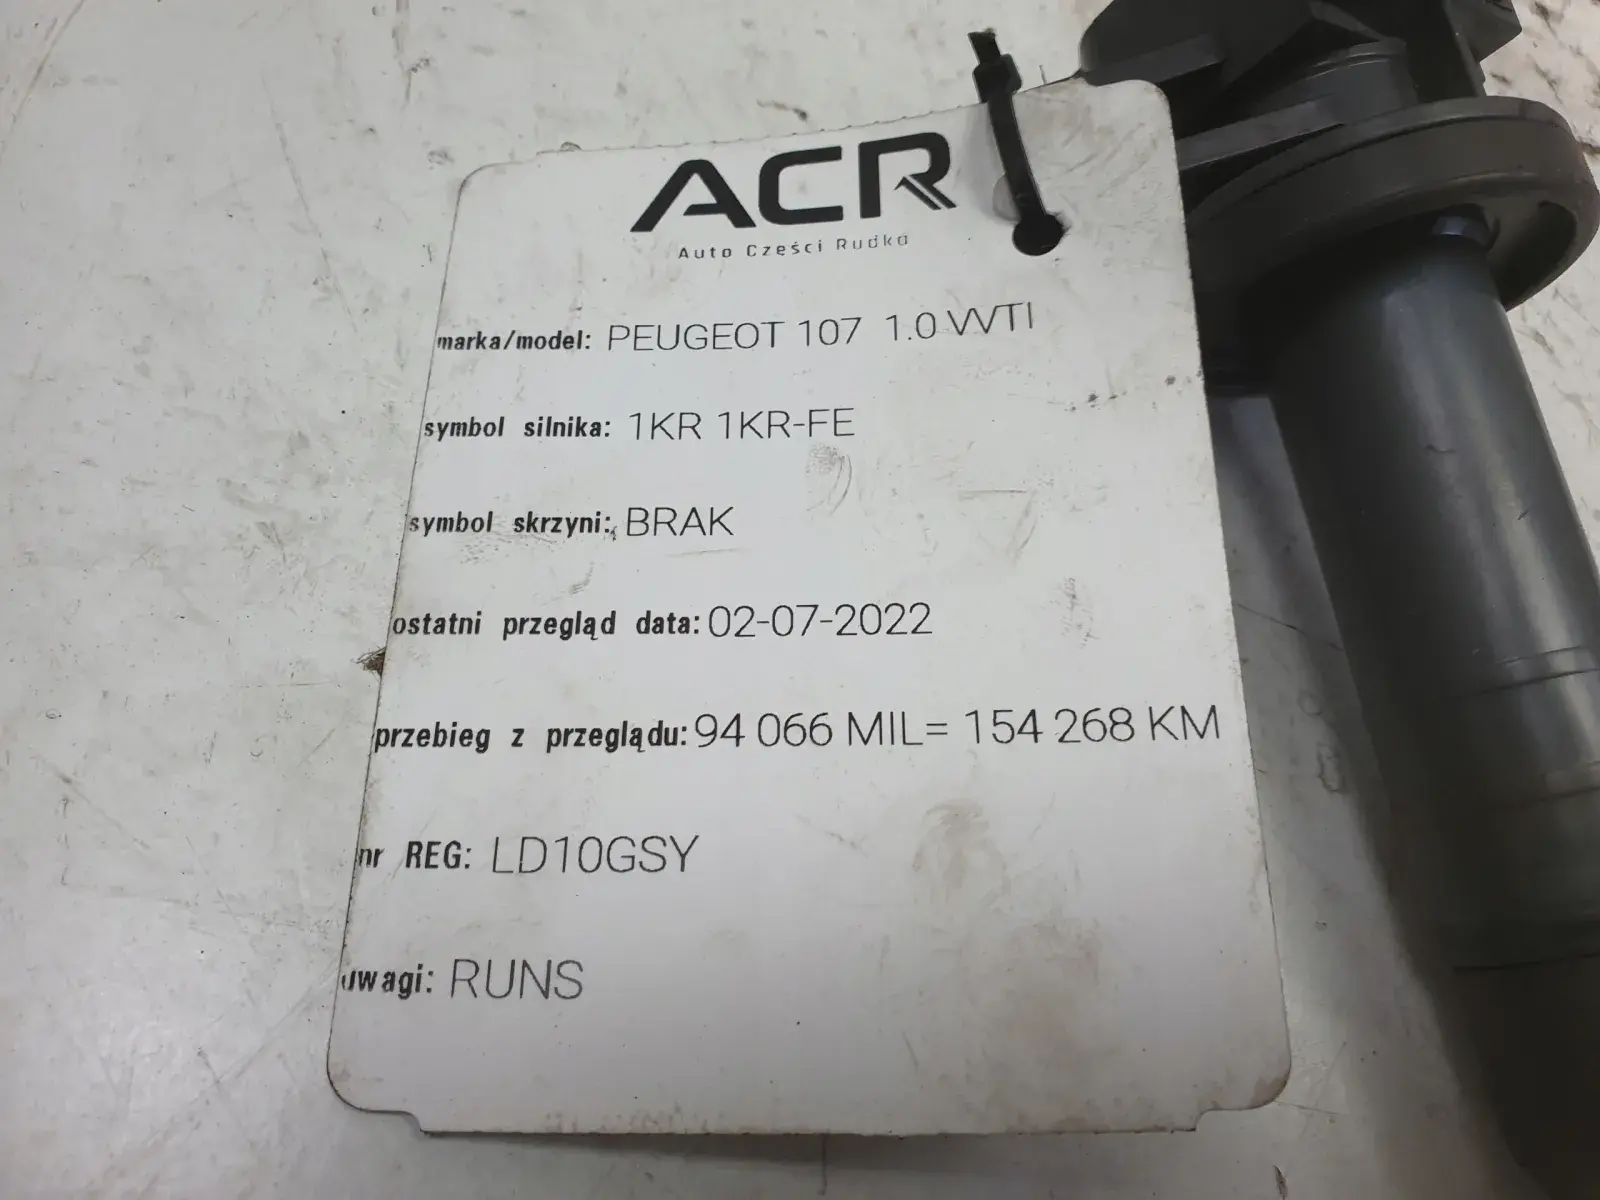 ACR
Auto Części Rudka
marka/model: PEUGEOT 107 1.0 VVTI
symbol silnika: 1KR 1KR-FE
symbol skrzyni: BRAK
ostatni przegląd data: 02-07-2022
przebieg z przeglądu: 94 066 MIL= 154 268 KM
nr REG: LD10GSY
uwagi: RUNS